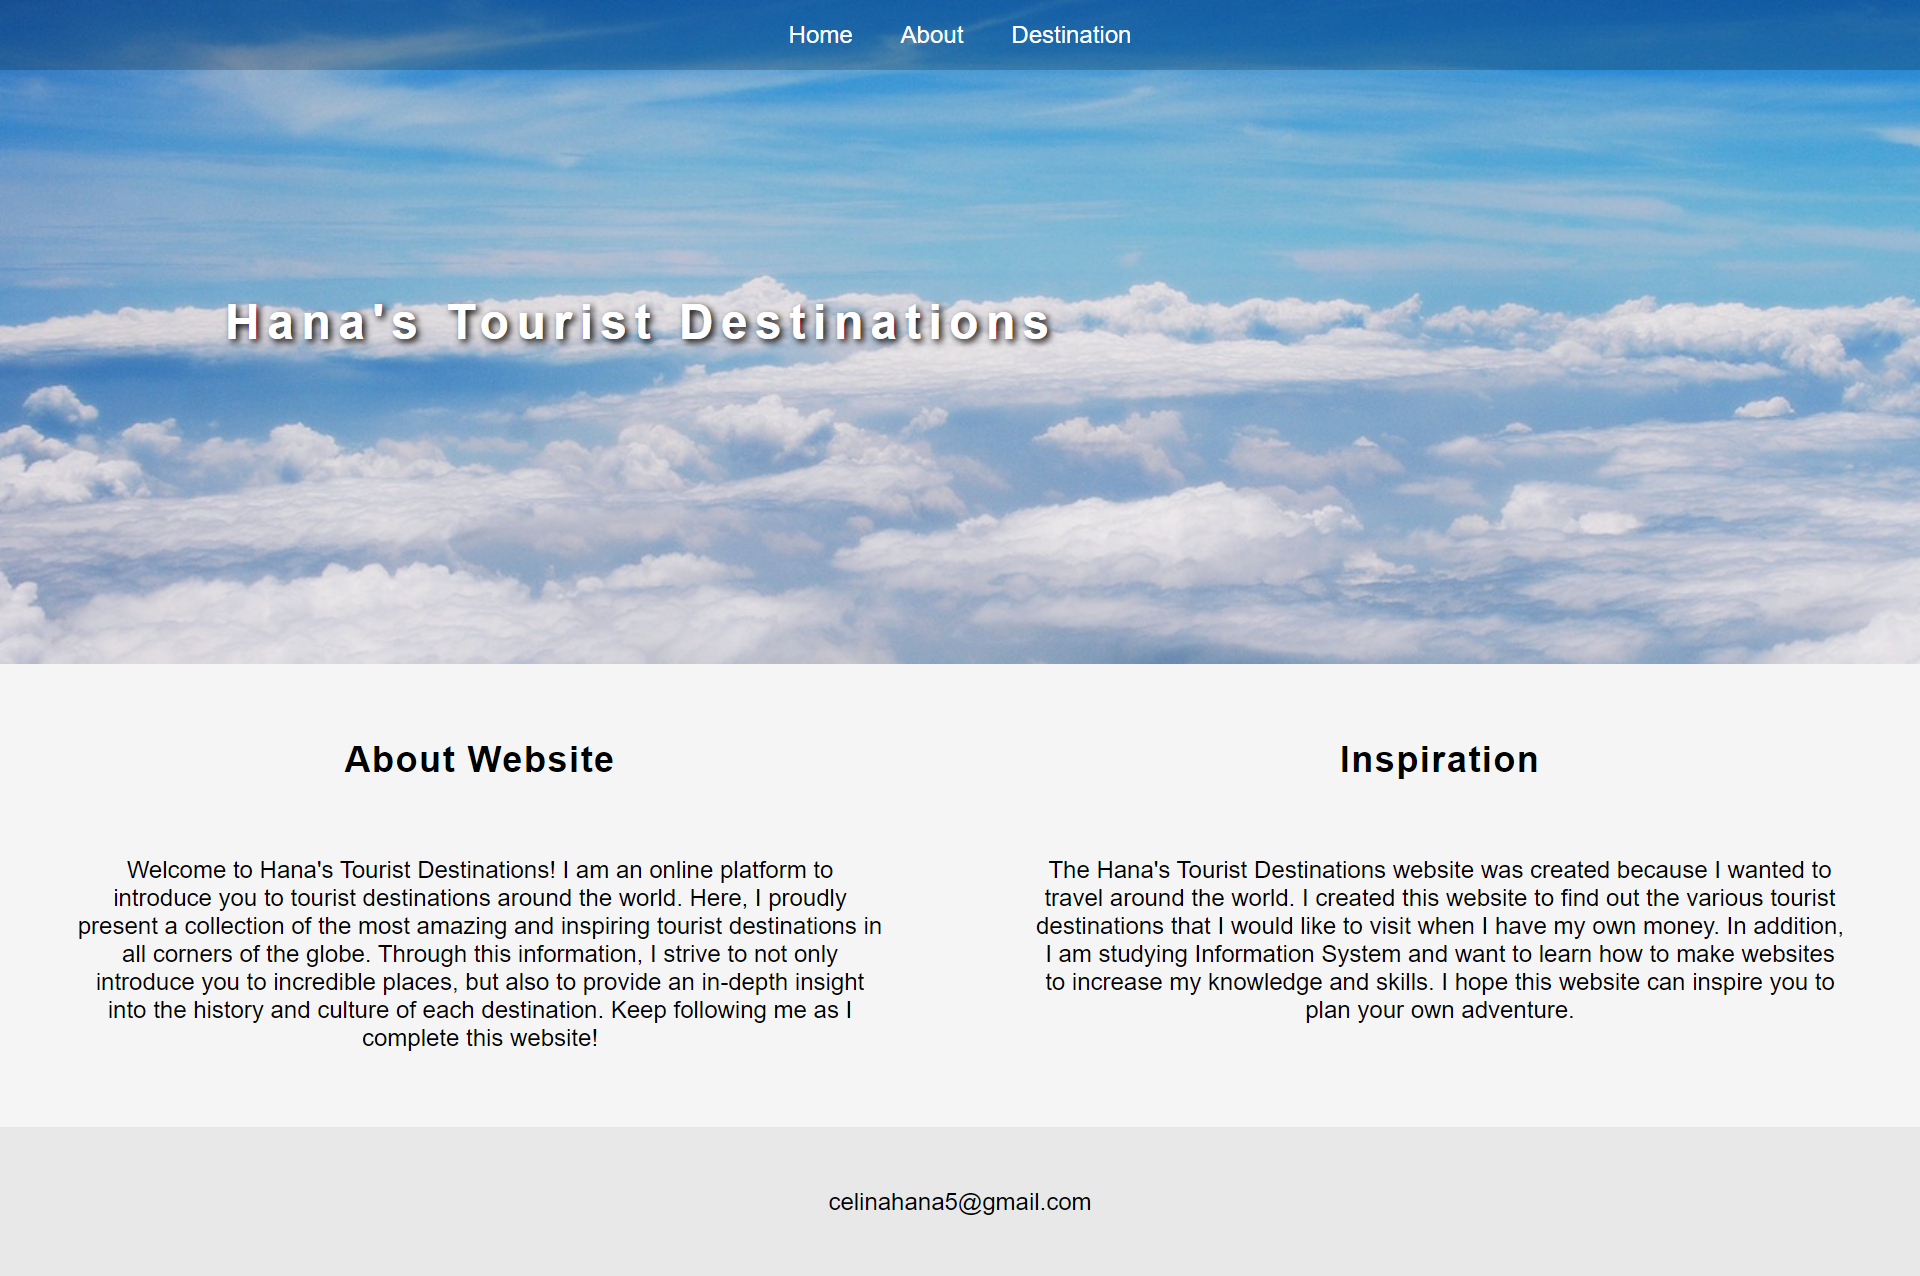 Home About Destination
Hana's Tourist Destinations
About Website
Welcome to Hana's Tourist Destinations! I am an online platform to
introduce you to tourist destinations around the world. Here, I proudly
present a collection of the most amazing and inspiring tourist destinations in
all corners of the globe. Through this information, I strive to not only
introduce you to incredible places, but also to provide an in-depth insight
into the history and culture of each destination. Keep following me as I
complete this website!
Inspiration
The Hana's Tourist Destinations website was created because I wanted to
travel around the world. I created this website to find out the various tourist
destinations that I would like to visit when I have my own money. In addition,
I am studying Information System and want to learn how to make websites
to increase my knowledge and skills. I hope this website can inspire you to
plan your own adventure.
celinahana5@gmail.com